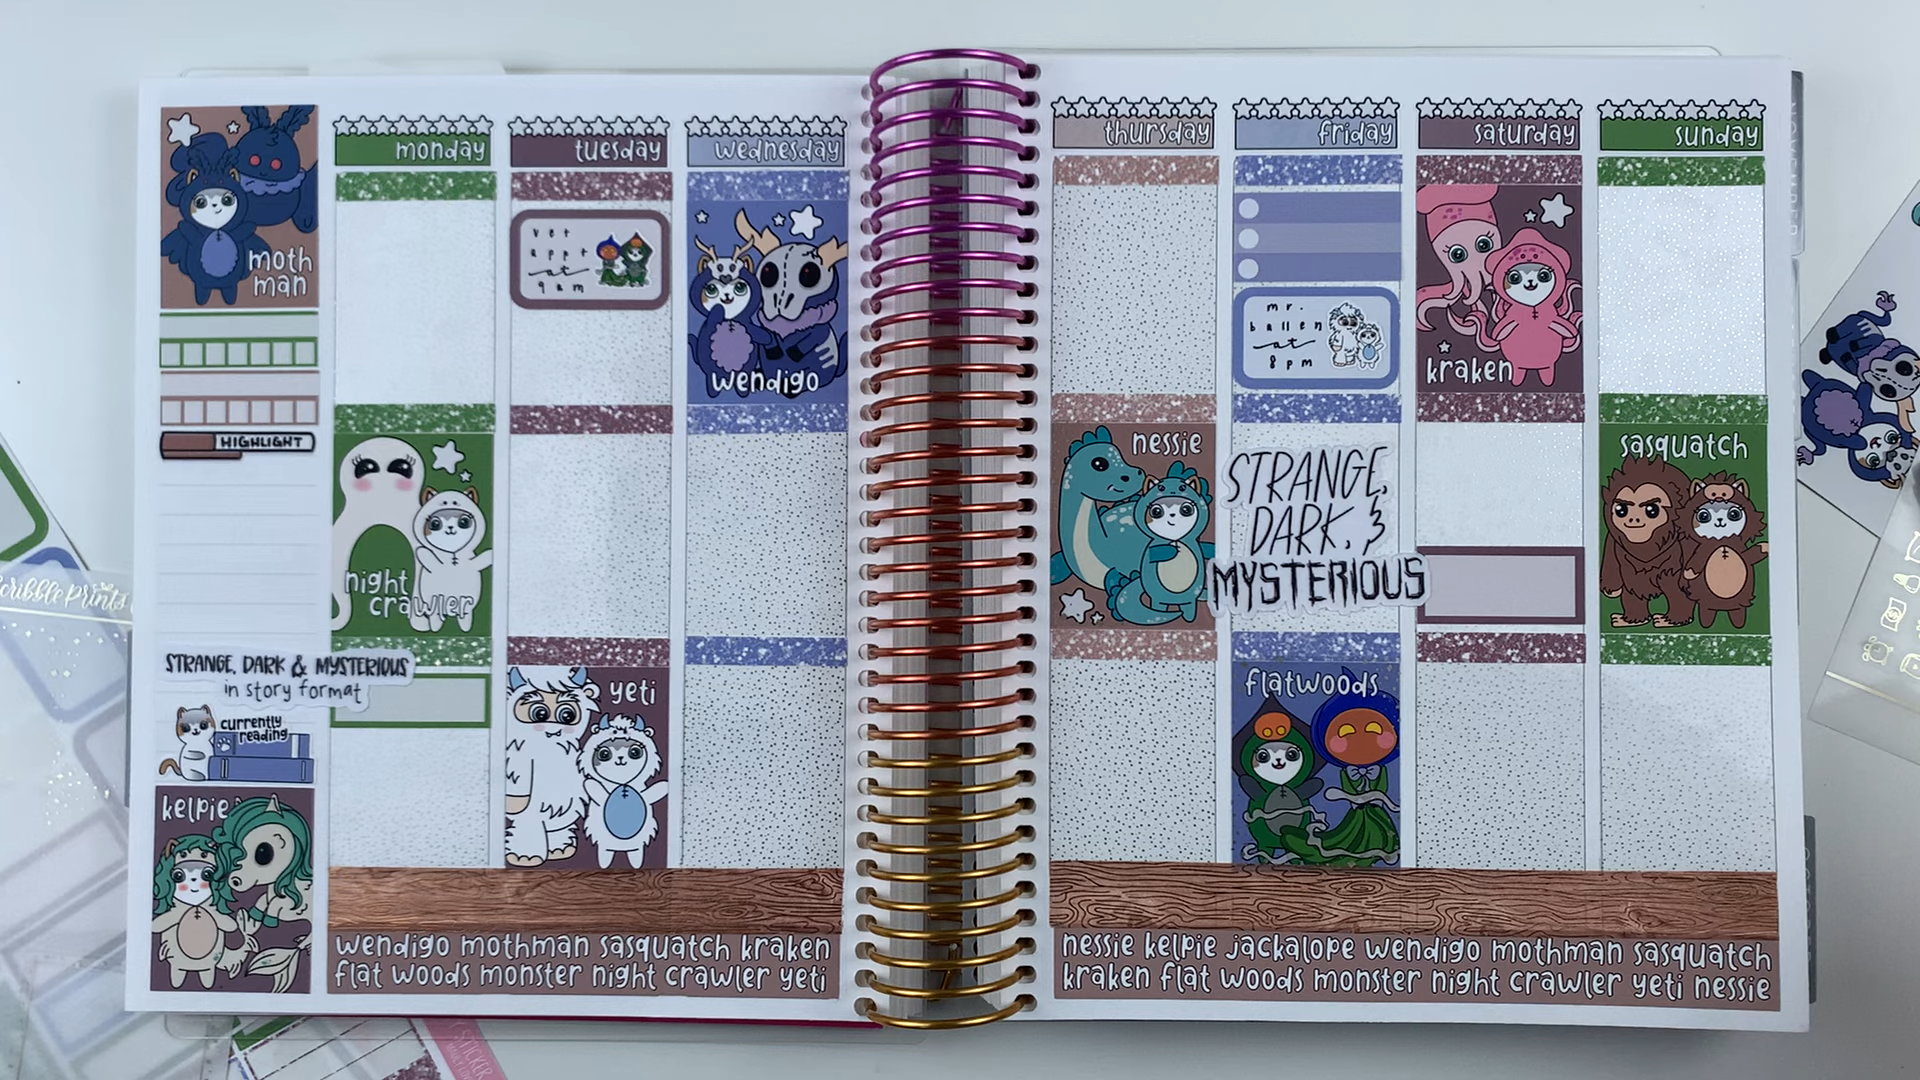 moth
man
HIGHLIGHT
STRANGE, DARK & MYSTERIOUS
in story format
currently
reading
kelpie
monday
night
crawler
tuesday
vet
appt
at
9am
yeti
wednesday
wendigo
wendigo mothman sasquatch kraken
flat woods monster night crawler yeti
thursday
nessie
friday
mr.
ballen
at
8pm
STRANGE,
DARK, &
MYSTERIOUS
flatwoods
saturday
kraken
sunday
sasquatch
nessie kelpie jackalope wendigo mothman sasquatch
kraken flat woods monster night crawler yeti nessie
scribble prints
STICKER